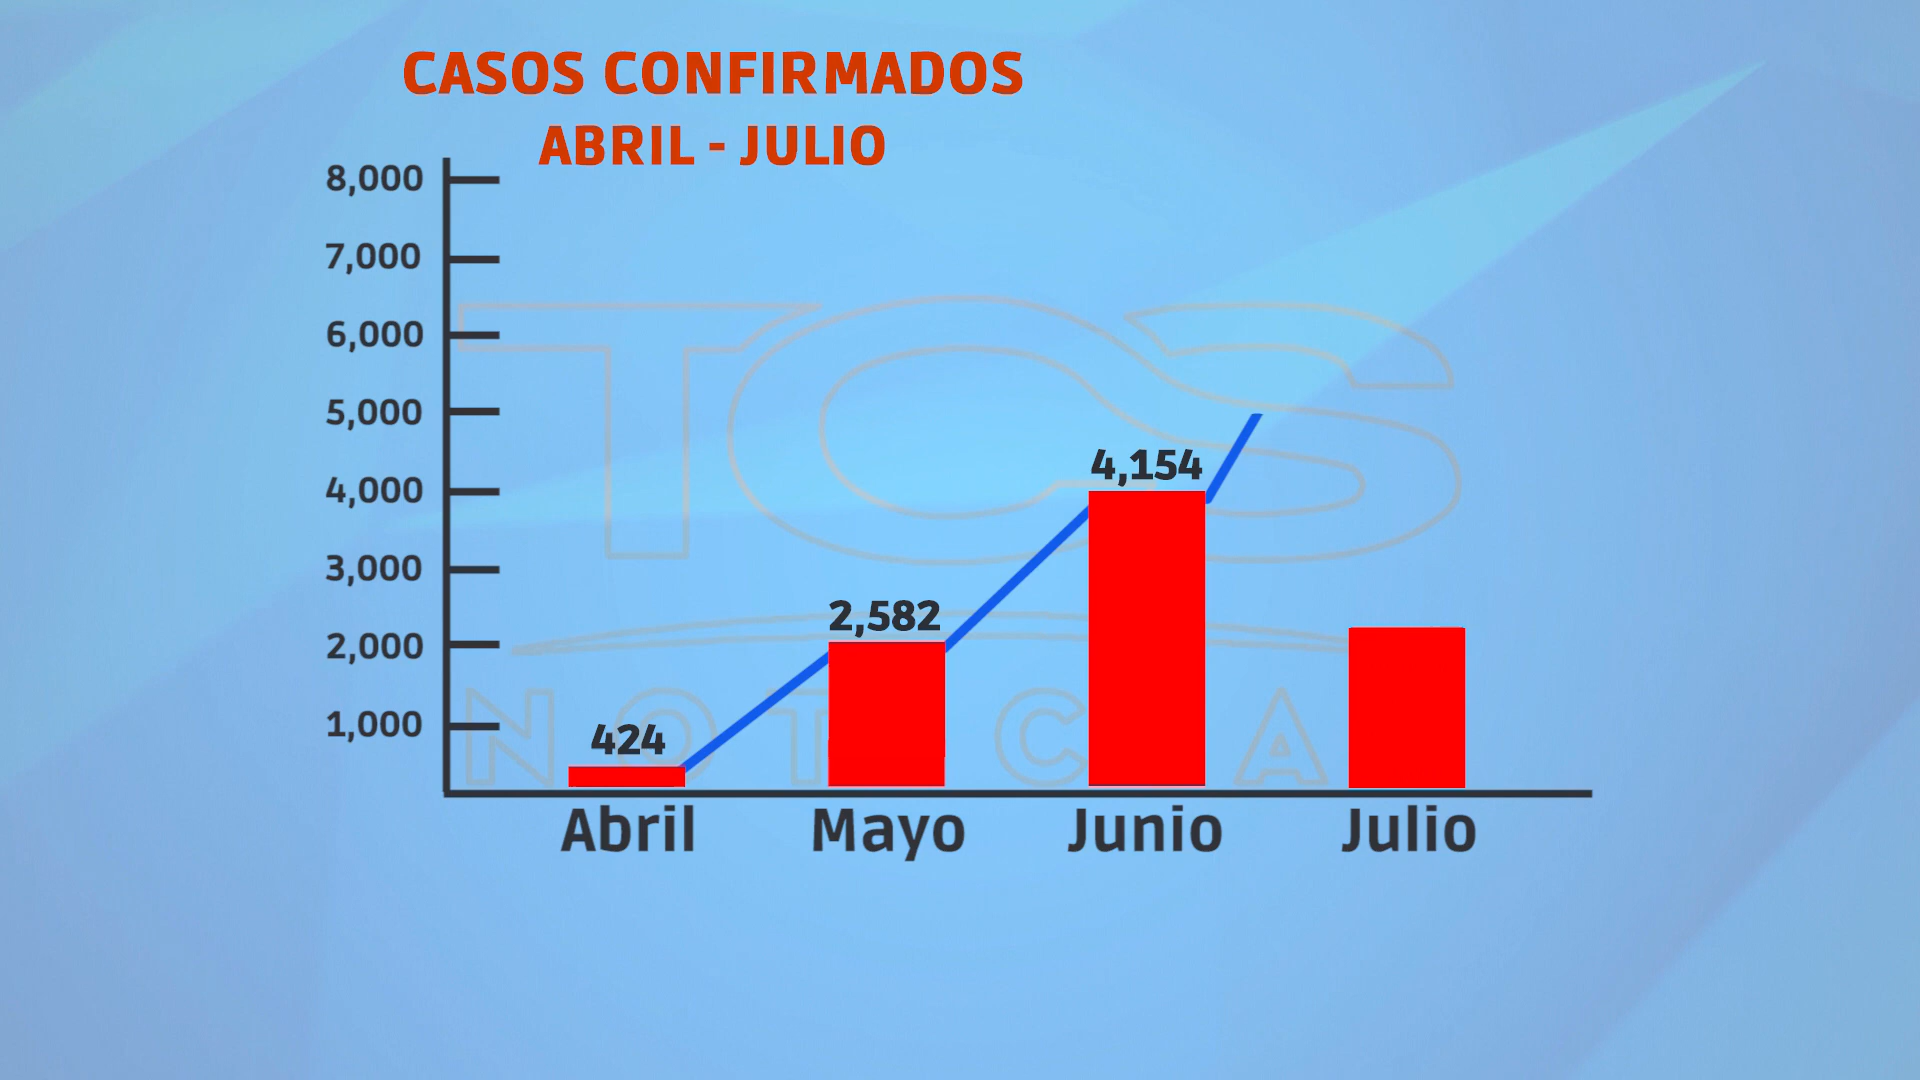 CASOS CONFIRMADOS
ABRIL - JULIO
8,000
7,000
6,000
5,000
4,000
3,000
2,000
1,000
424
2,582
4,154
Abril Mayo Junio Julio
TCS